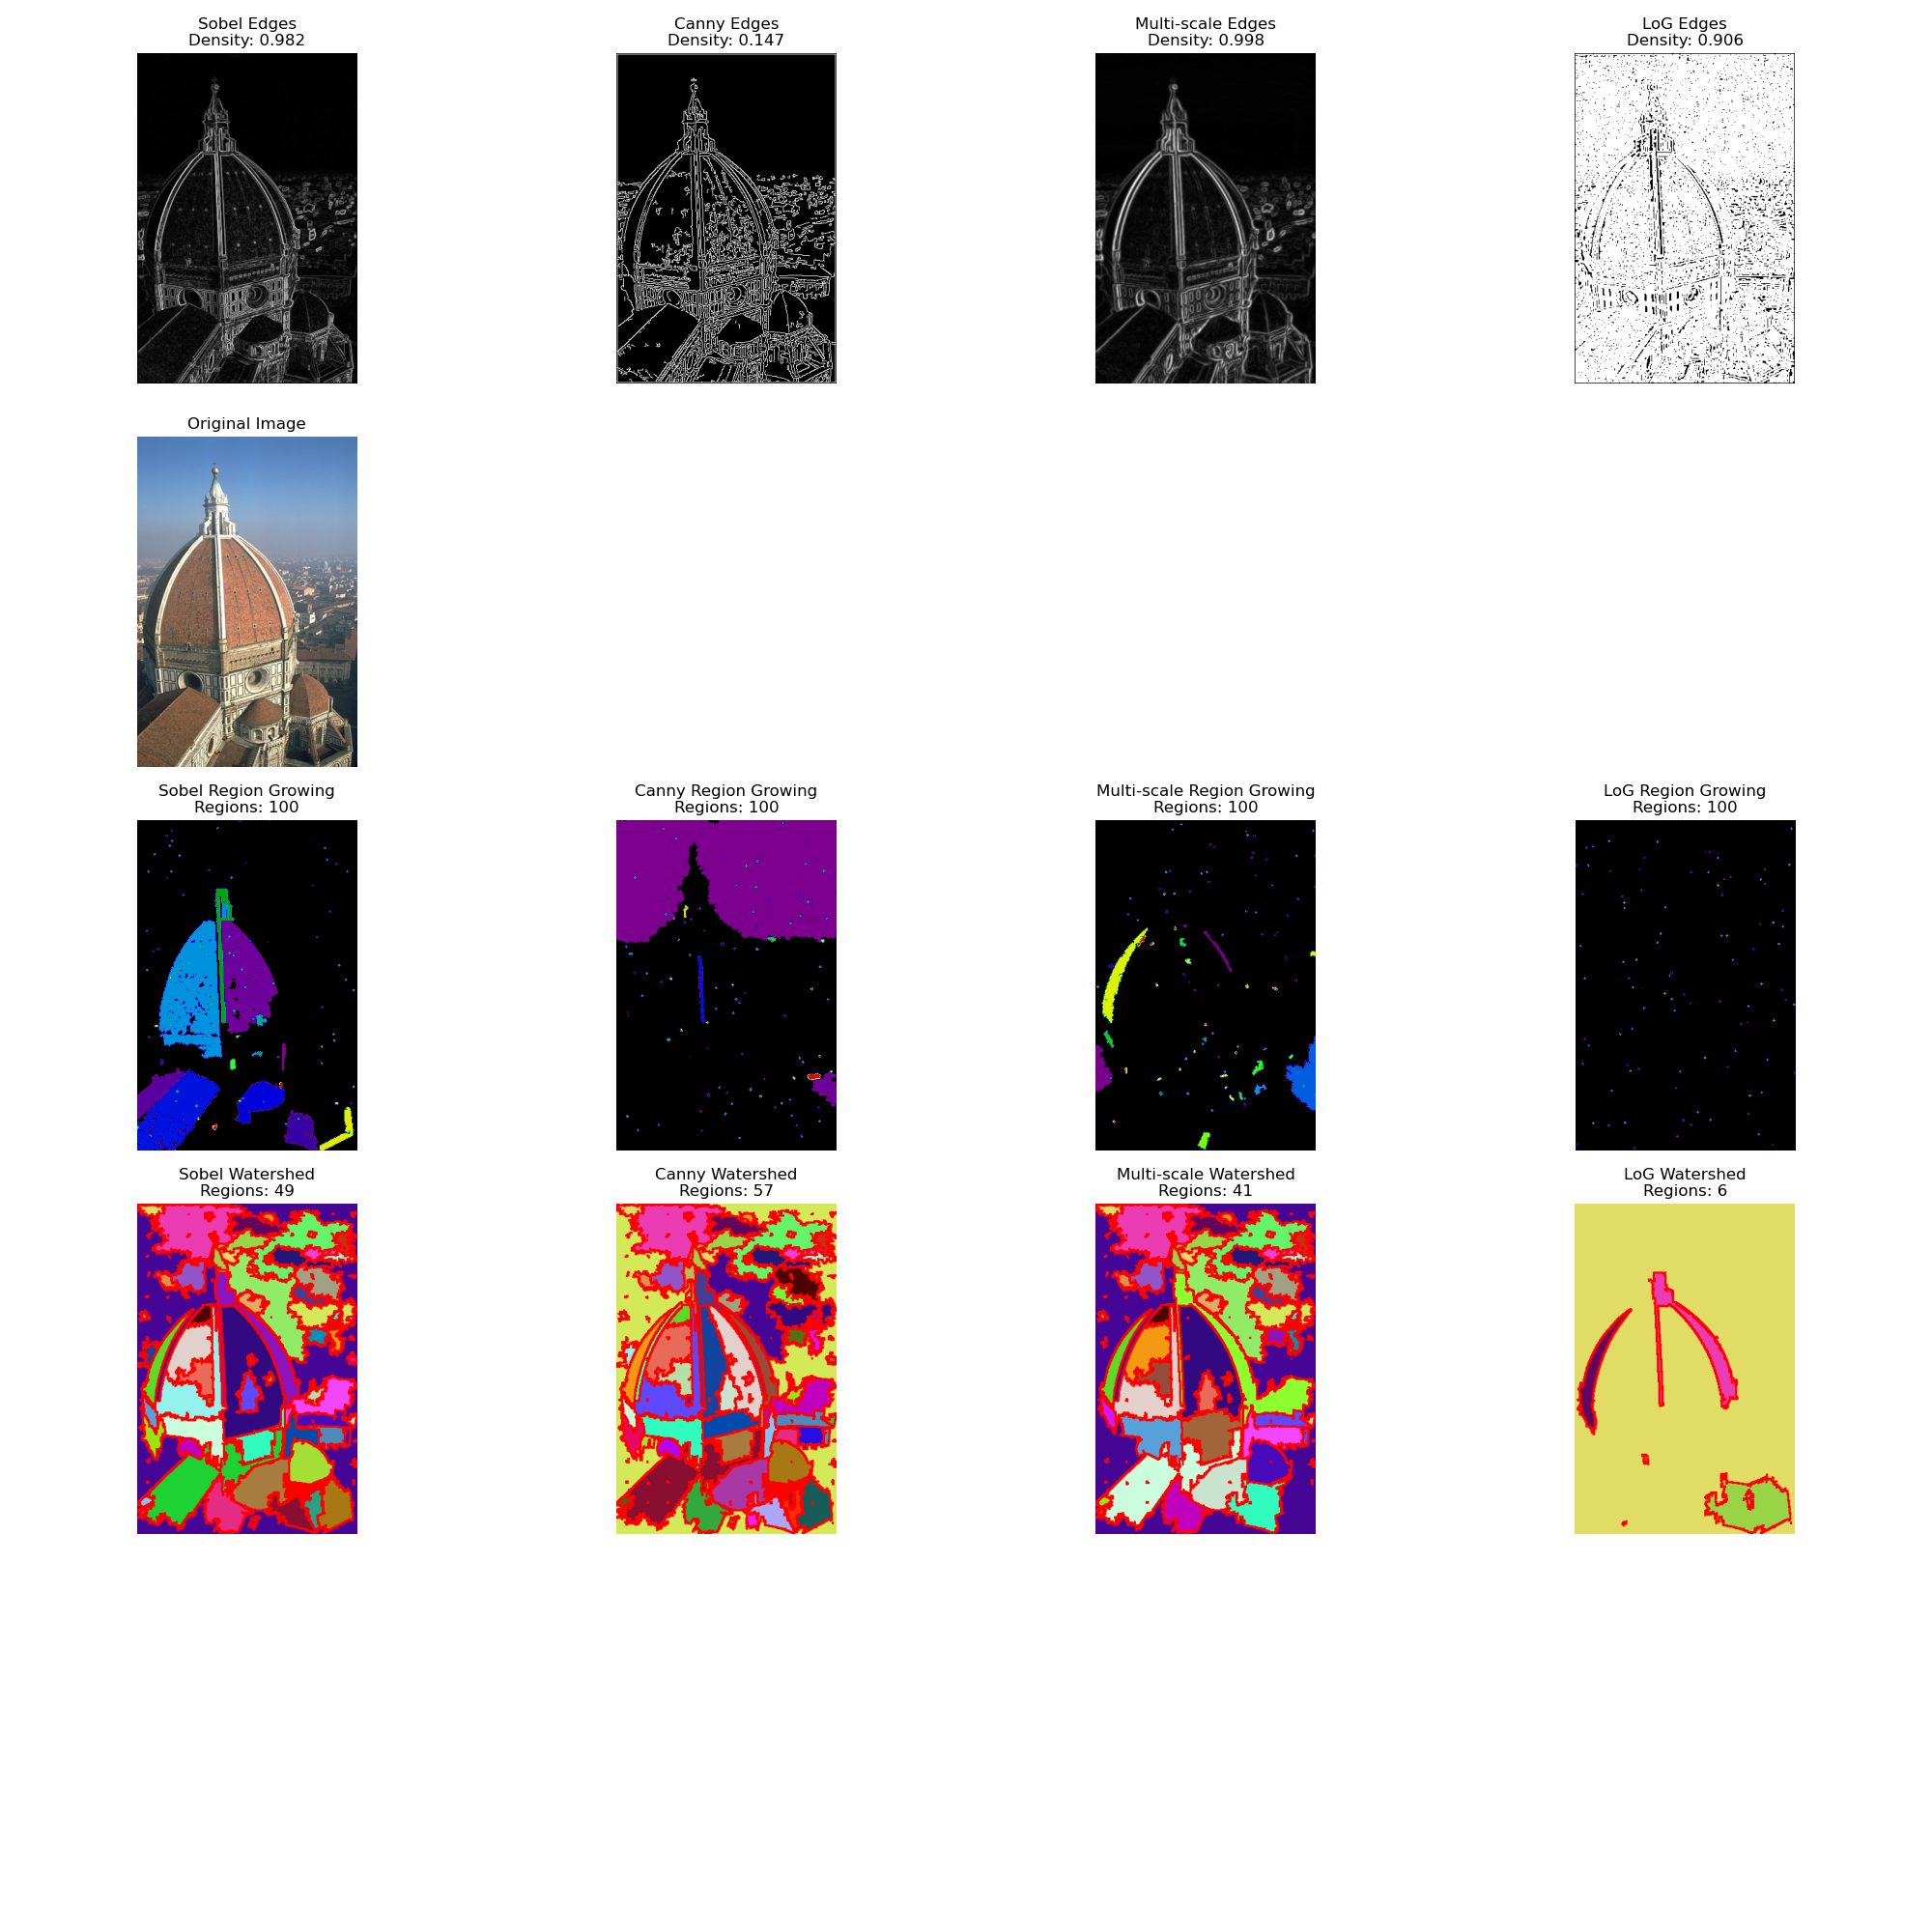 Sobel Edges
Density: 0.982
Canny Edges
Density: 0.147
Multi-scale Edges
Density: 0.998
LoG Edges
Density: 0.906
Original Image
Sobel Region Growing
Regions: 100
Canny Region Growing
Regions: 100
Multi-scale Region Growing
Regions: 100
LoG Region Growing
Regions: 100
Sobel Watershed
Regions: 49
Canny Watershed
Regions: 57
Multi-scale Watershed
Regions: 41
LoG Watershed
Regions: 6